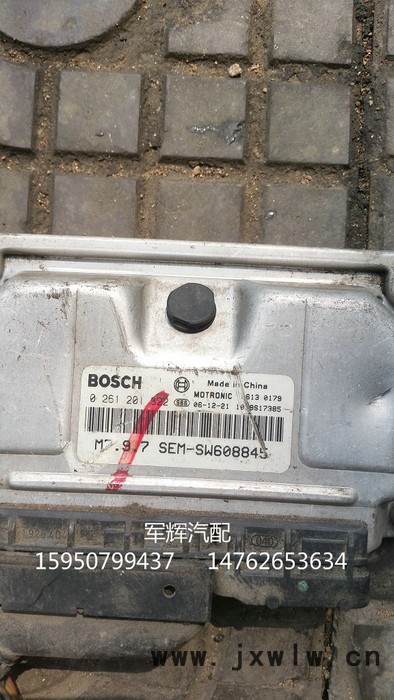 BOSCH
Made in China
0 261 201
MOTRONIC 613 0179
06-12-21
M7.9.7 SEM-SW608845
军辉汽配
15950799437 14762653634
www.jxwlw.cn